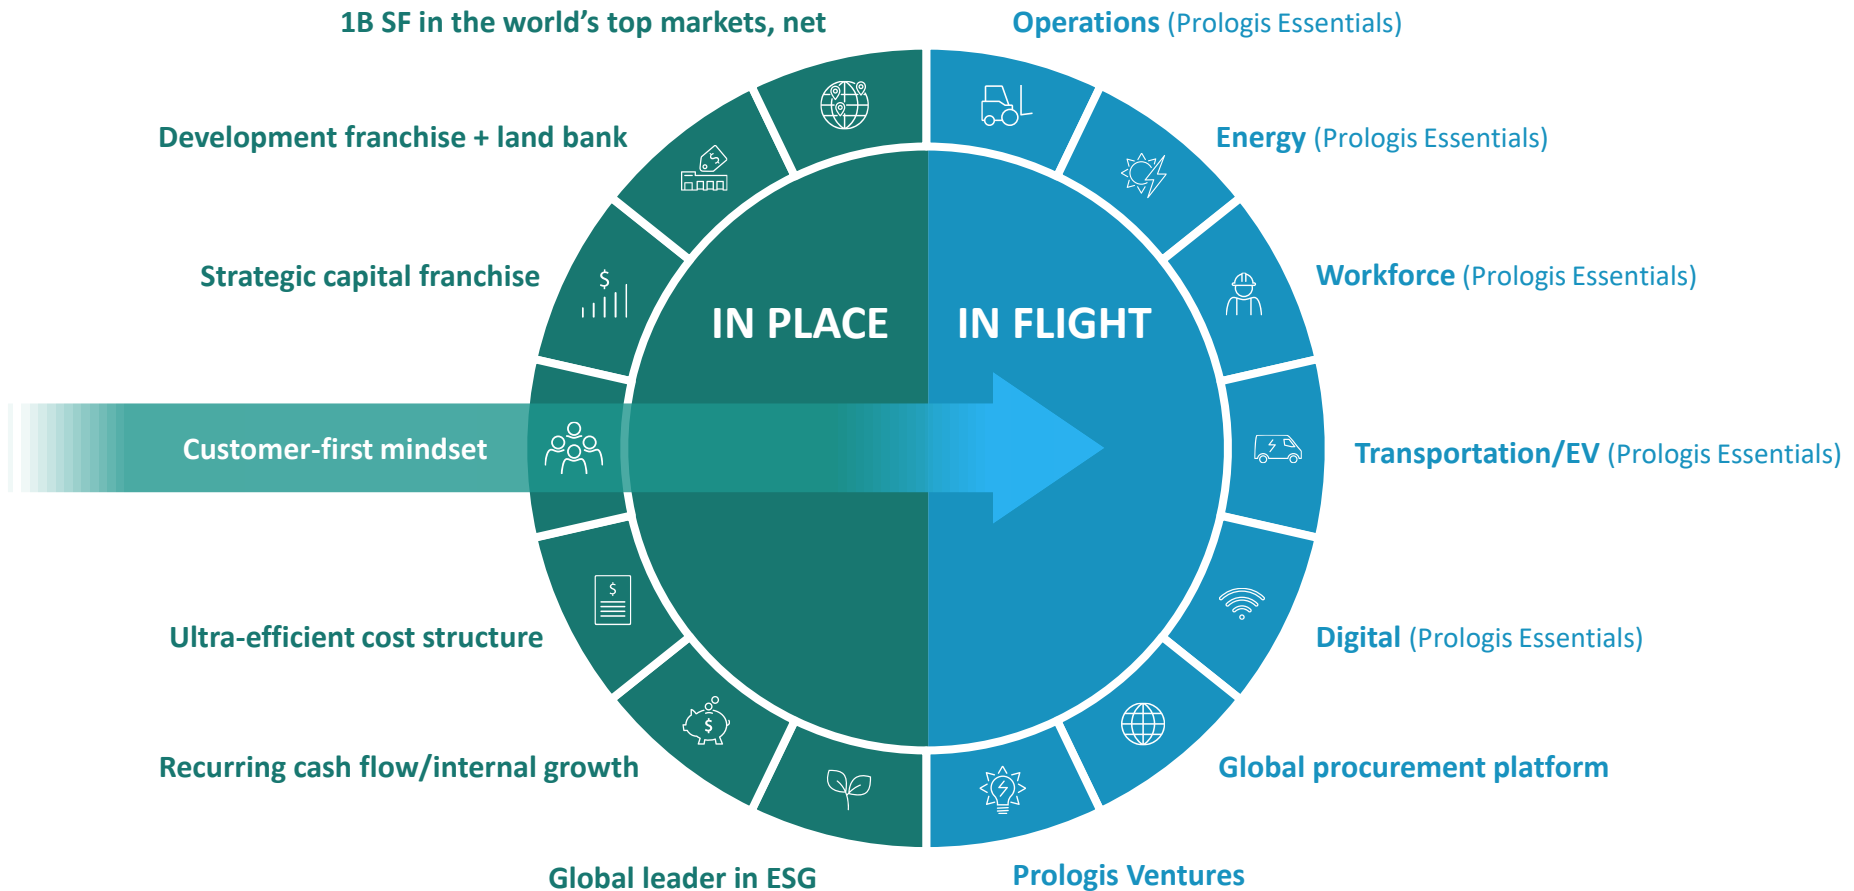 1B SF in the world’s top markets, net
Operations (Prologis Essentials)
Development franchise + land bank
Energy (Prologis Essentials)
Strategic capital franchise
Workforce (Prologis Essentials)
IN PLACE
IN FLIGHT
Customer-first mindset
Transportation/EV (Prologis Essentials)
Ultra-efficient cost structure
Digital (Prologis Essentials)
Recurring cash flow/internal growth
Global procurement platform
Global leader in ESG
Prologis Ventures